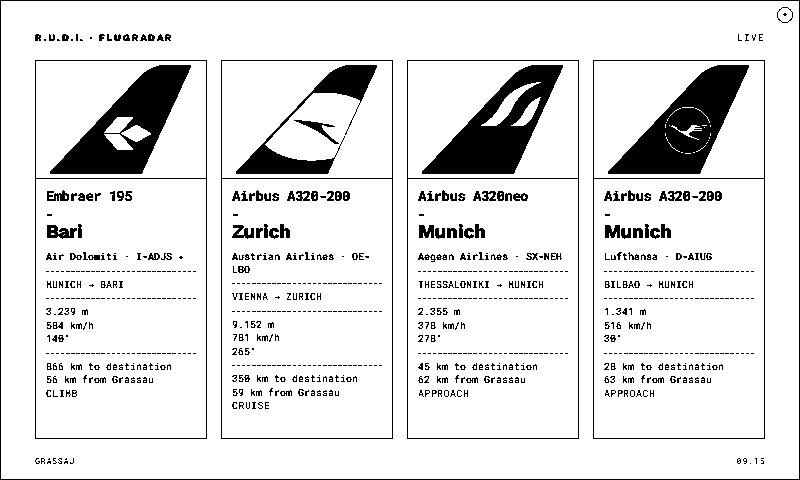 R.U.D.I. · FLUGRADAR
LIVE
Embraer 195
–
Bari
Air Dolomiti · I-ADJS ✦
MUNICH → BARI
3.239 m
584 km/h
140°
866 km to destination
56 km from Grassau
CLIMB
Airbus A320-200
–
Zurich
Austrian Airlines · OE-
LBO
VIENNA → ZURICH
9.152 m
781 km/h
265°
350 km to destination
59 km from Grassau
CRUISE
Airbus A320neo
–
Munich
Aegean Airlines · SX-NEH
THESSALONIKI → MUNICH
2.355 m
378 km/h
278°
45 km to destination
62 km from Grassau
APPROACH
Airbus A320-200
–
Munich
Lufthansa · D-AIUG
BILBAO → MUNICH
1.341 m
516 km/h
30°
28 km to destination
63 km from Grassau
APPROACH
GRASSAU
09.15